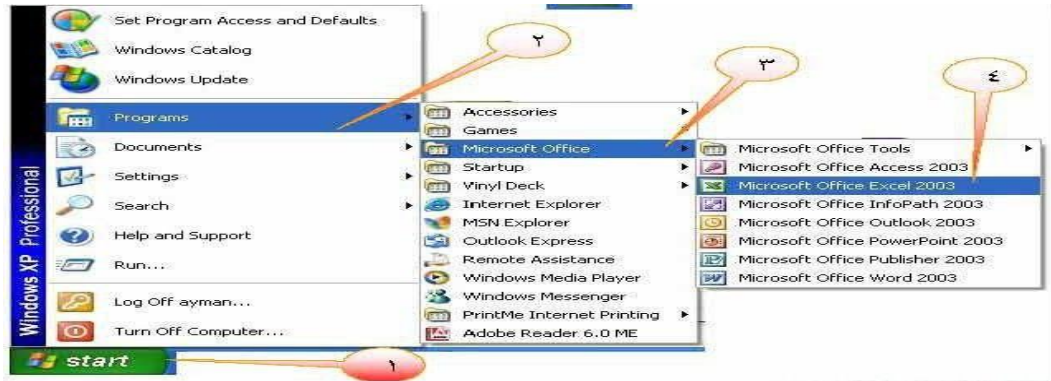 Set Program Access and Defaults
Windows Catalog
Windows Update
Programs
Documents
Settings
Search
Help and Support
Run...
Log Off ayman...
Turn Off Computer...
Windows XP Professional
start
Accessories
Games
Microsoft Office
Startup
Vinyl Deck
Internet Explorer
MSN Explorer
Outlook Express
Remote Assistance
Windows Media Player
Windows Messenger
PrintMe Internet Printing
Adobe Reader 6.0 ME
Microsoft Office Tools
Microsoft Office Access 2003
Microsoft Office Excel 2003
Microsoft Office InfoPath 2003
Microsoft Office Outlook 2003
Microsoft Office PowerPoint 2003
Microsoft Office Publisher 2003
Microsoft Office Word 2003
١
٢
٣
٤